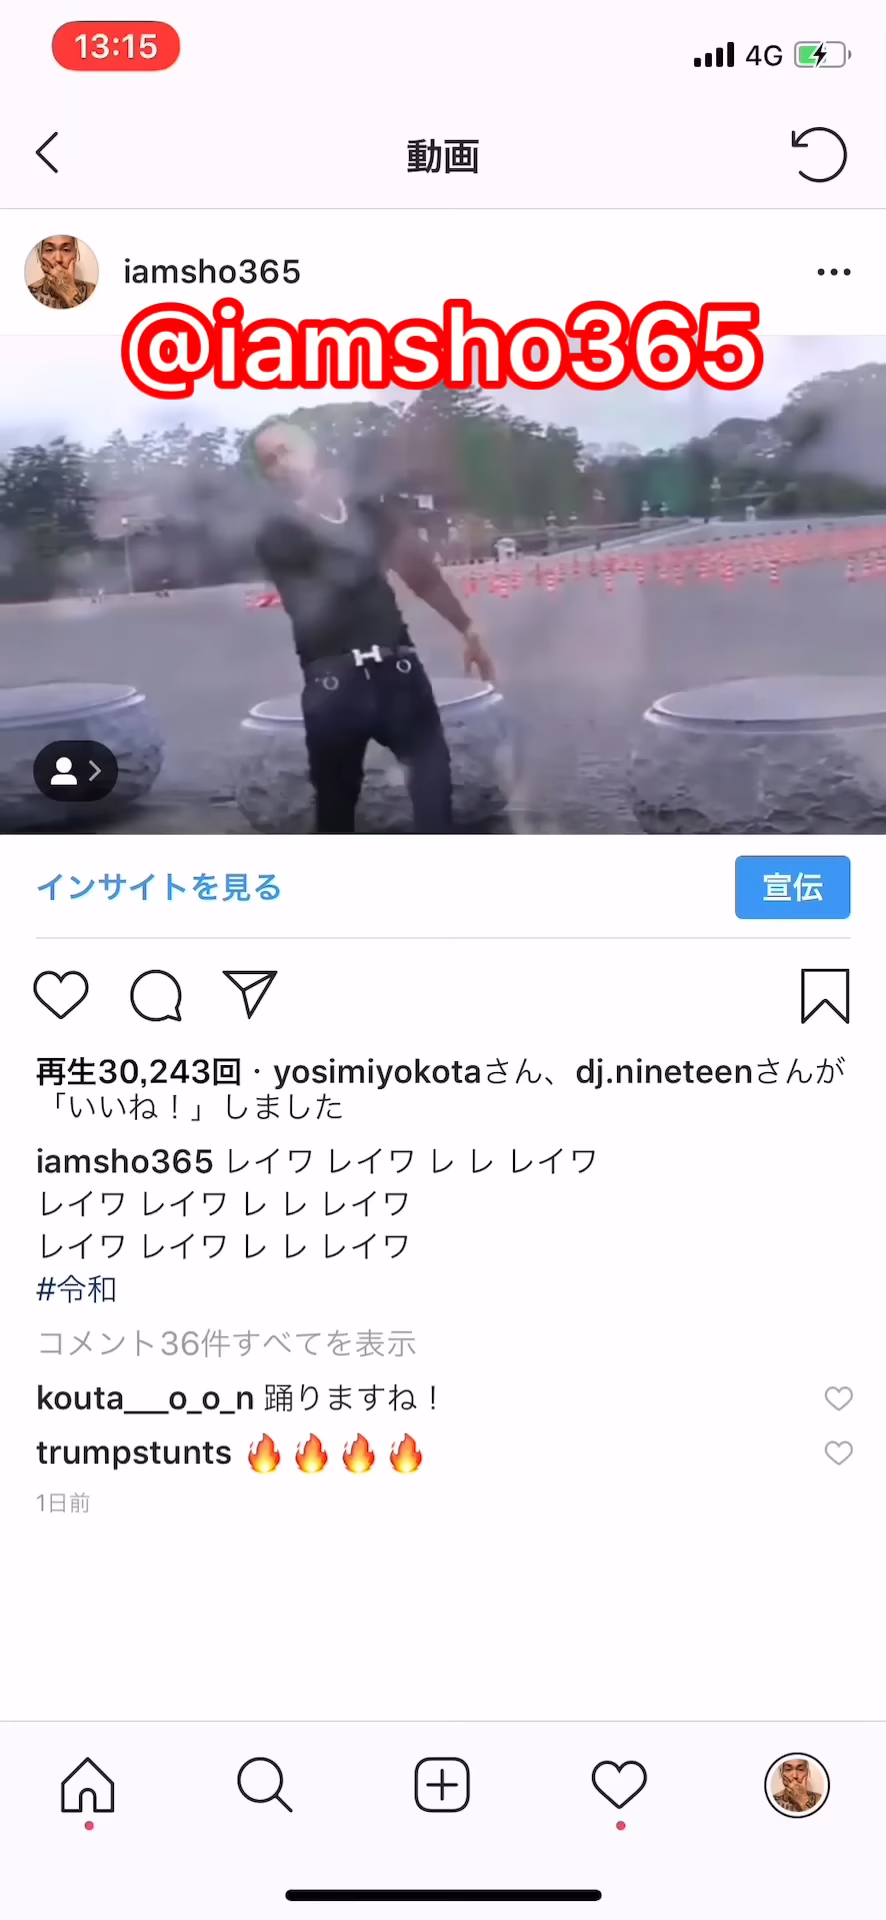 13:15
4G
動画
iamsho365
@iamsho365
インサイトを見る
宣伝
再生30,243回・yosimiyokotaさん、dj.nineteenさんが
「いいね！」しました
iamsho365 レイワ レイワ レ レ レイワ
レイワ レイワ レ レ レイワ
レイワ レイワ レ レ レイワ
#令和
コメント36件すべてを表示
kouta___o_o_n 踊りますね！
trumpstunts 🔥🔥🔥🔥
1日前